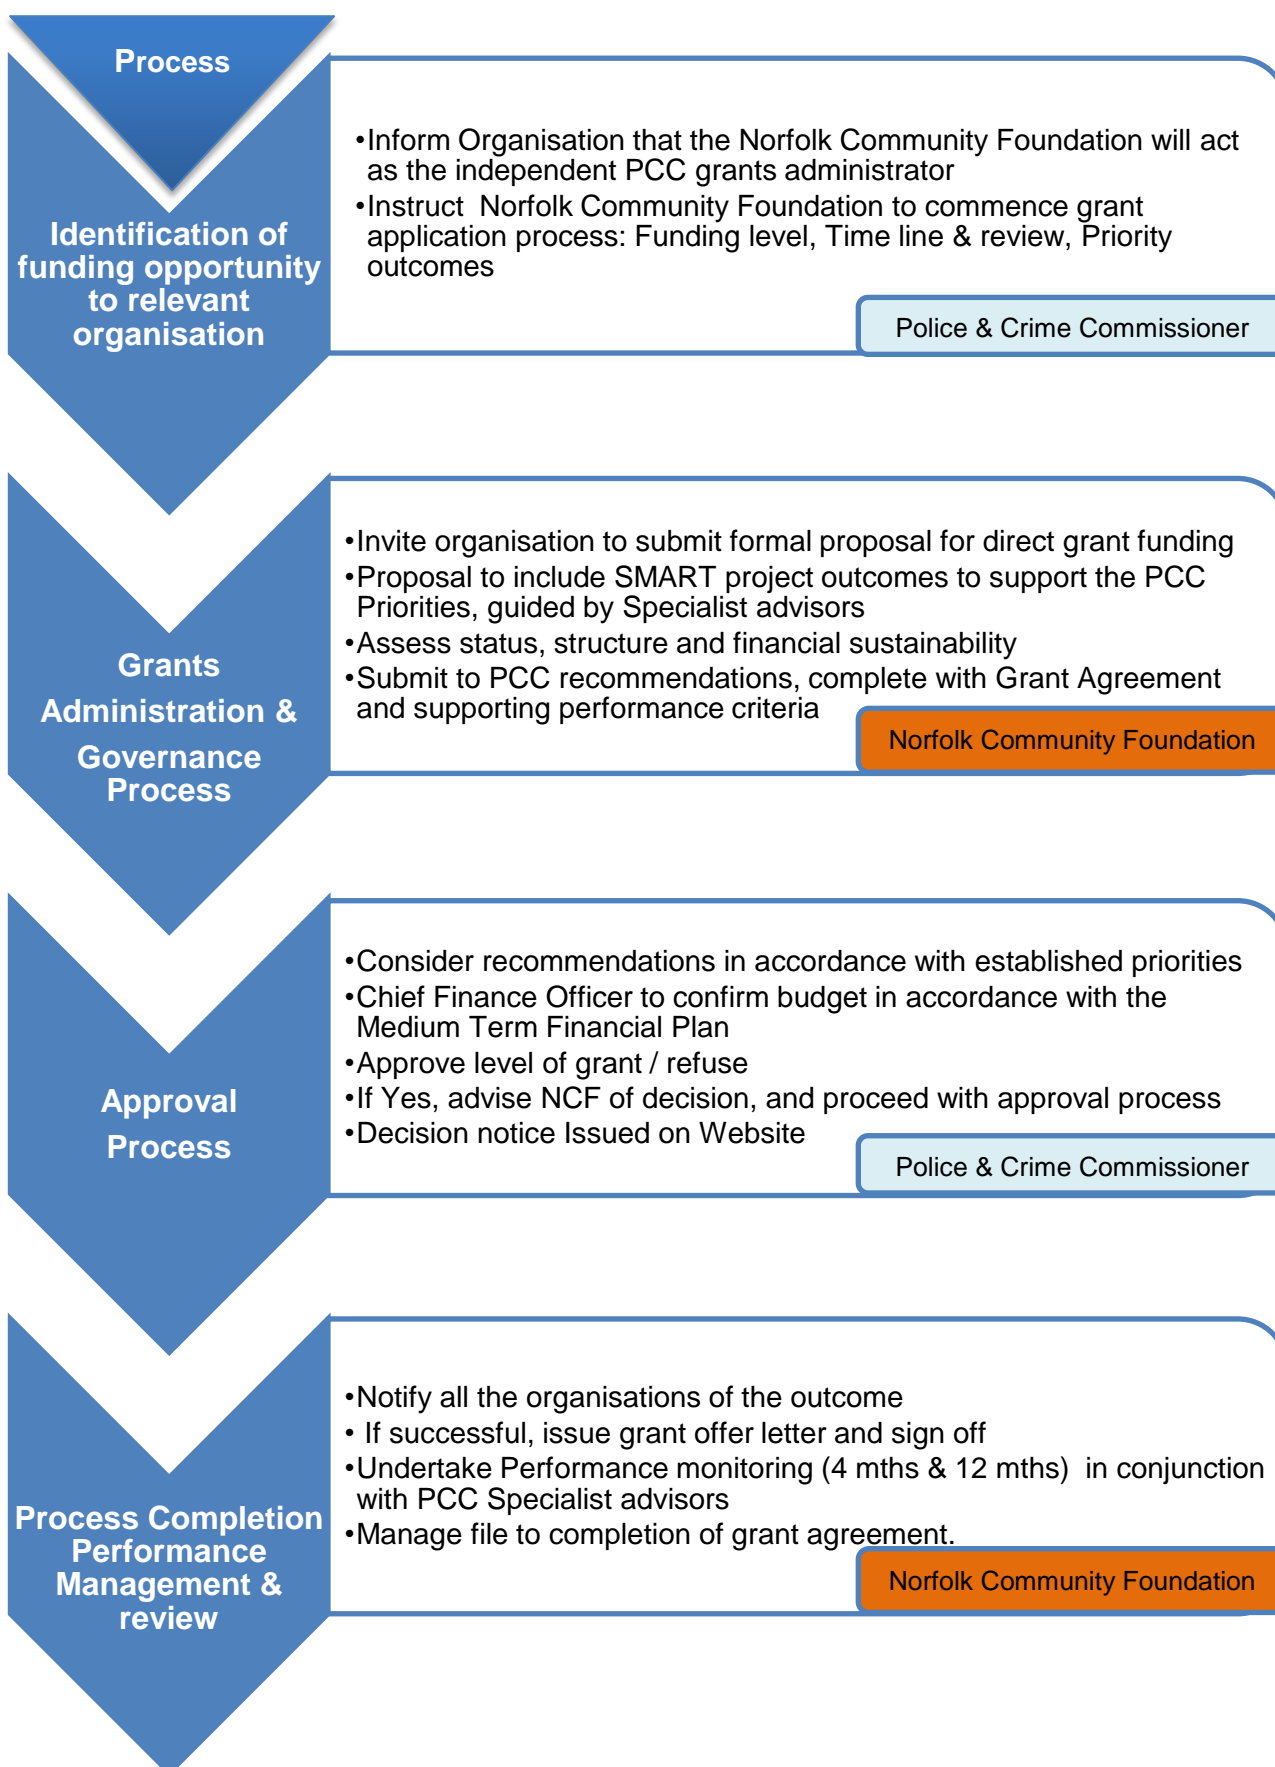 Process
Identification of
funding opportunity
to relevant
organisation
•Inform Organisation that the Norfolk Community Foundation will act
as the independent PCC grants administrator
•Instruct  Norfolk Community Foundation to commence grant
application process: Funding level, Time line & review, Priority
outcomes
Police & Crime Commissioner
Grants
Administration &
Governance
Process
•Invite organisation to submit formal proposal for direct grant funding
•Proposal to include SMART project outcomes to support the PCC
Priorities, guided by Specialist advisors
•Assess status, structure and financial sustainability
•Submit to PCC recommendations, complete with Grant Agreement
and supporting performance criteria
Norfolk Community Foundation
Approval
Process
•Consider recommendations in accordance with established priorities
•Chief Finance Officer to confirm budget in accordance with the
Medium Term Financial Plan
•Approve level of grant / refuse
•If Yes, advise NCF of decision, and proceed with approval process
•Decision notice Issued on Website
Police & Crime Commissioner
Process Completion
Performance
Management &
review
•Notify all the organisations of the outcome
• If successful, issue grant offer letter and sign off
•Undertake Performance monitoring (4 mths & 12 mths)  in conjunction
with PCC Specialist advisors
•Manage file to completion of grant agreement.
Norfolk Community Foundation